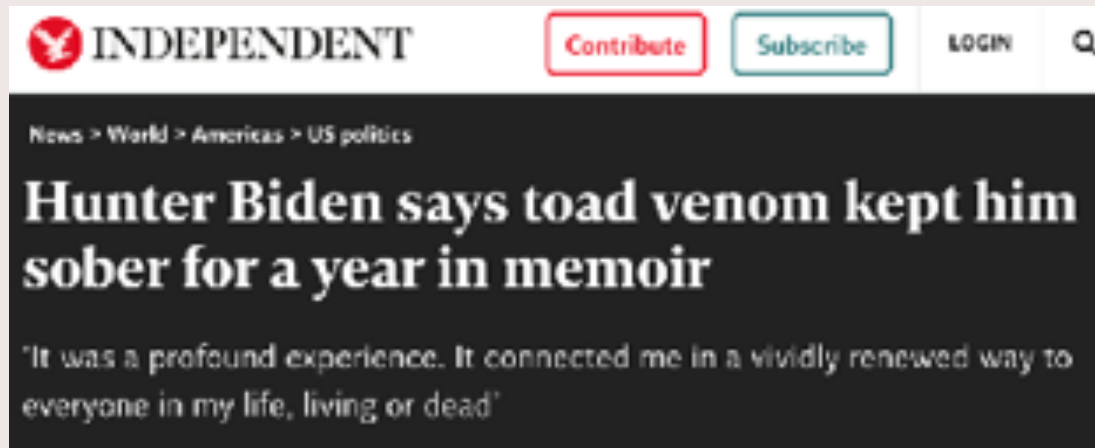 INDEPENDENT
Contribute
Subscribe
LOGIN
News > World > Americas > US politics
Hunter Biden says toad venom kept him
sober for a year in memoir
'It was a profound experience. It connected me in a vividly renewed way to
everyone in my life, living or dead'